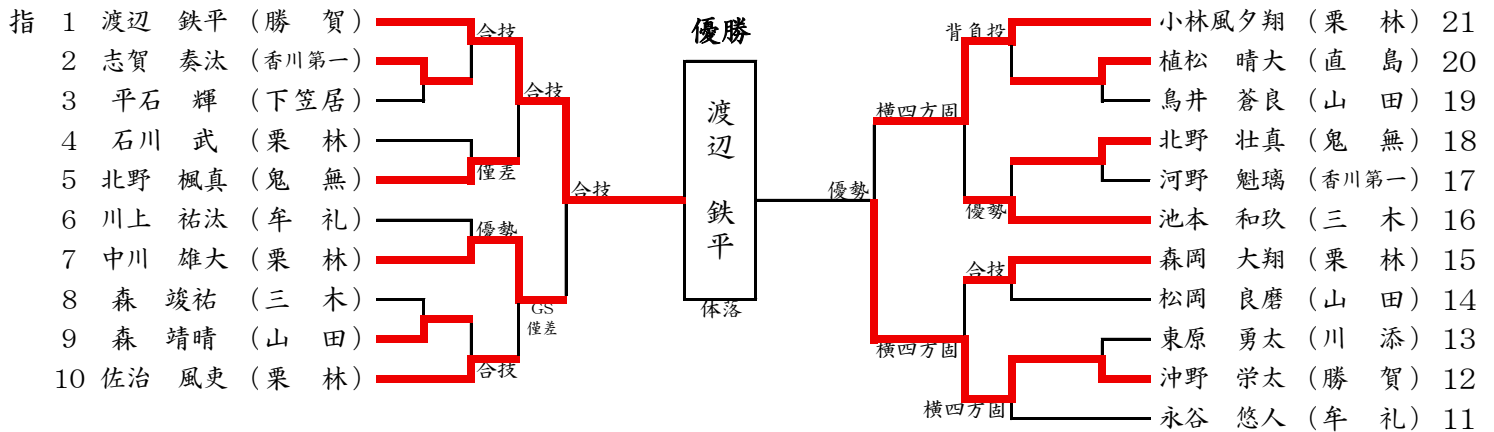 指 1 渡辺 鉄平 (勝 賀)
2 志賀 奏汰 (香川第一)
3 平石 輝 (下笠居)
4 石川 武 (栗 林)
5 北野 楓真 (鬼 無)
6 川上 祐汰 (牟 礼)
7 中川 雄大 (栗 林)
8 森 竣祐 (三 木)
9 森 靖晴 (山 田)
10 佐治 風吏 (栗 林)
合技
僅差
優勢
合技
合技
GS
僅差
合技
優勝
渡辺 鉄平
体落
優勢
横四方固
横四方固
背負投
優勢
合技
横四方固
小林風夕翔 (栗 林) 21
植松 晴大 (直 島) 20
鳥井 蒼良 (山 田) 19
北野 壮真 (鬼 無) 18
河野 魁璃 (香川第一) 17
池本 和玖 (三 木) 16
森岡 大翔 (栗 林) 15
松岡 良磨 (山 田) 14
東原 勇太 (川 添) 13
沖野 栄太 (勝 賀) 12
永谷 悠人 (牟 礼) 11